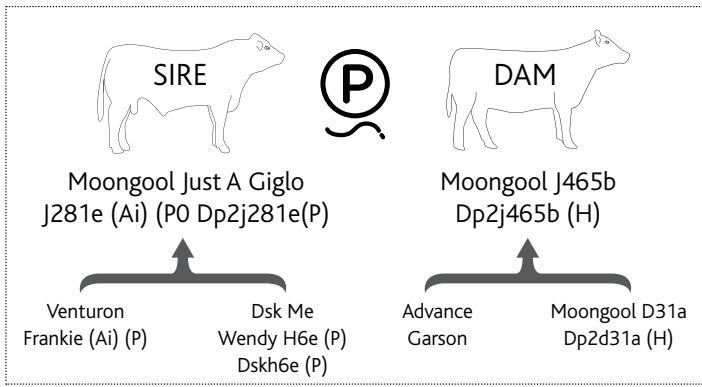 SIRE
P
DAM
Moongool Just A Giglo
J281e (Ai) (P0 Dp2j281e(P)
Moongool J465b
Dp2j465b (H)
Venturon
Frankie (Ai) (P)
Dsk Me
Wendy H6e (P)
Dskh6e (P)
Advance
Garson
Moongool D31a
Dp2d31a (H)